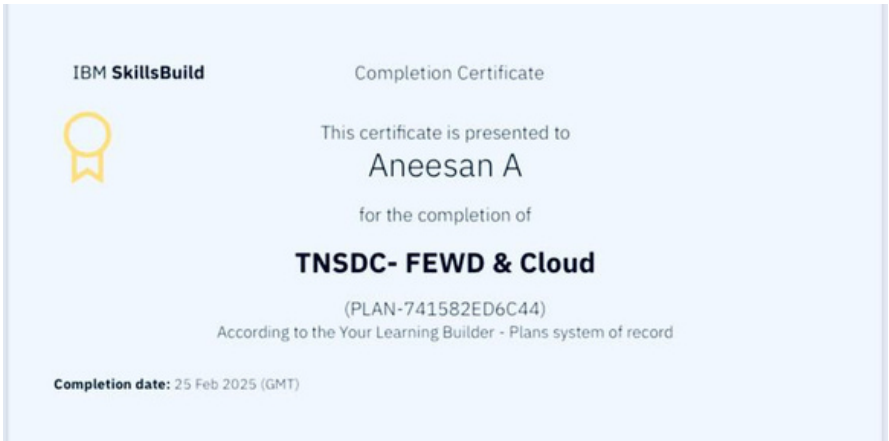 IBM SkillsBuild
Completion Certificate
This certificate is presented to
Aneesan A
for the completion of
TNSDC- FEWD & Cloud
(PLAN-741582ED6C44)
According to the Your Learning Builder - Plans system of record
Completion date: 25 Feb 2025 (GMT)